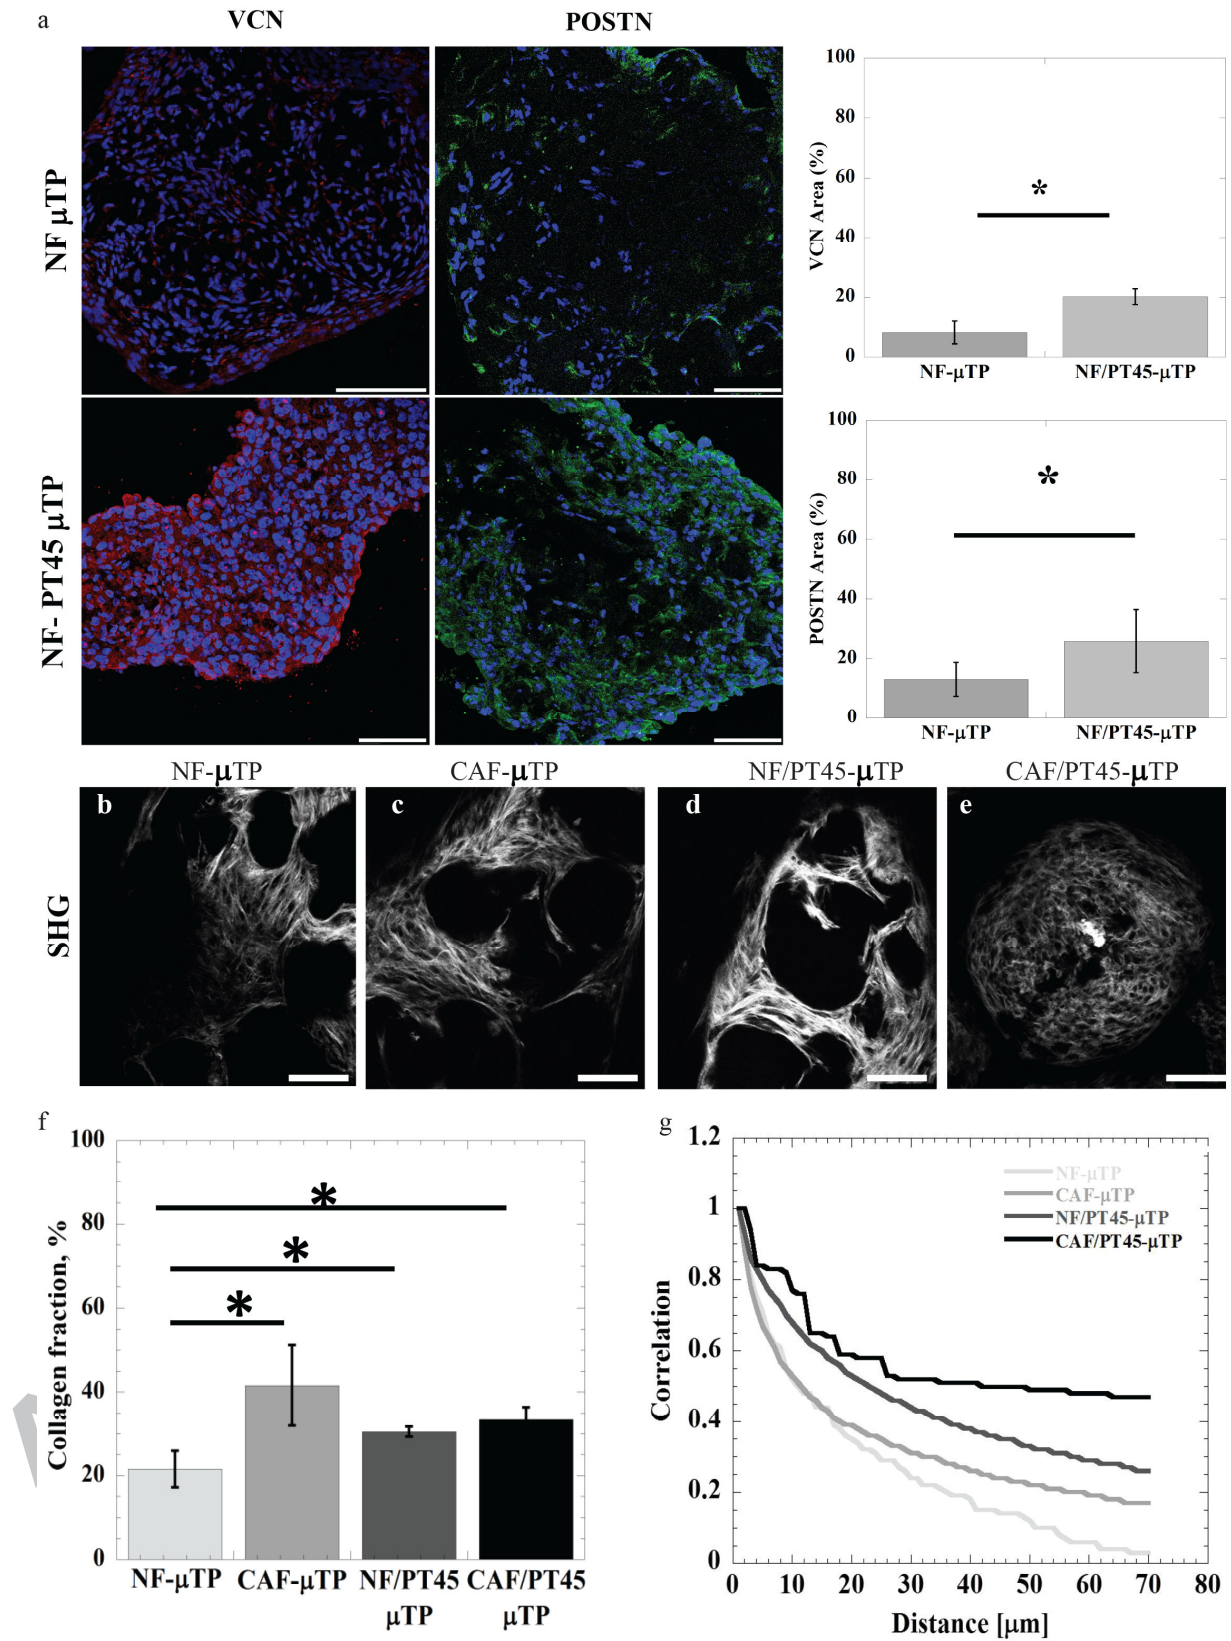 a
VCN
POSTN
NF μTP
NF- PT45 μTP
100
80
60
40
20
0
VCN Area (%)
*
NF-μTP
NF/PT45-μTP
100
80
60
40
20
0
POSTN Area (%)
*
NF-μTP
NF/PT45-μTP
NF-μTP
CAF-μTP
NF/PT45-μTP
CAF/PT45-μTP
b
c
d
e
SHG
f
100
80
60
40
20
0
Collagen fraction, %
*
*
*
NF-μTP
CAF-μTP
NF/PT45 μTP
CAF/PT45 μTP
g
1.2
1
0.8
0.6
0.4
0.2
0
Correlation
NF-μTP
CAF-μTP
NF/PT45-μTP
CAF/PT45-μTP
0 10 20 30 40 50 60 70 80
Distance [μm]